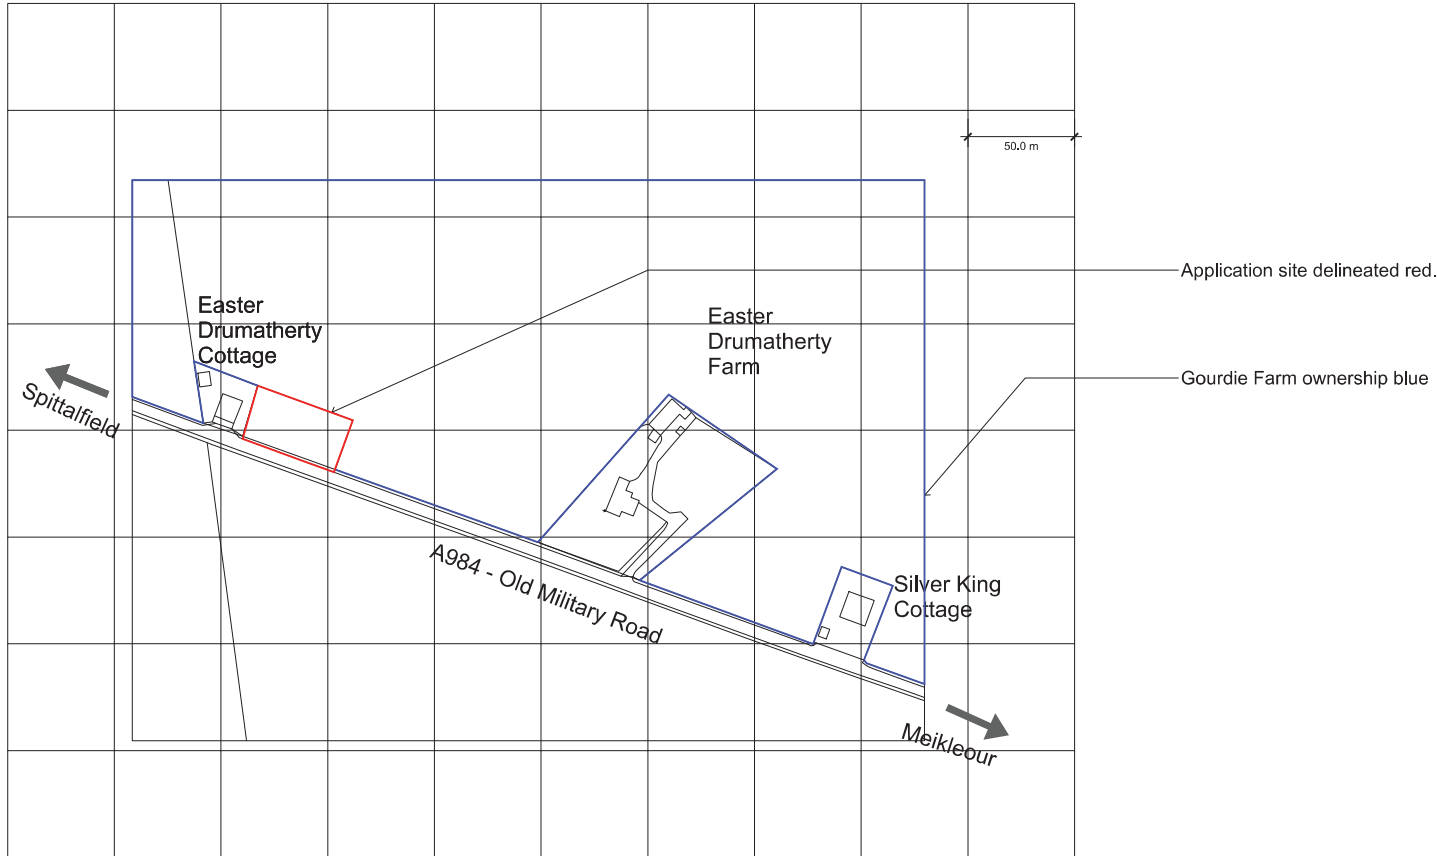 50.0 m
Application site delineated red.
Easter
Drumatherty
Cottage
Easter
Drumatherty
Farm
Gourdie Farm ownership blue
Spittalfield
A984 - Old Military Road
Silver King
Cottage
Meikleour